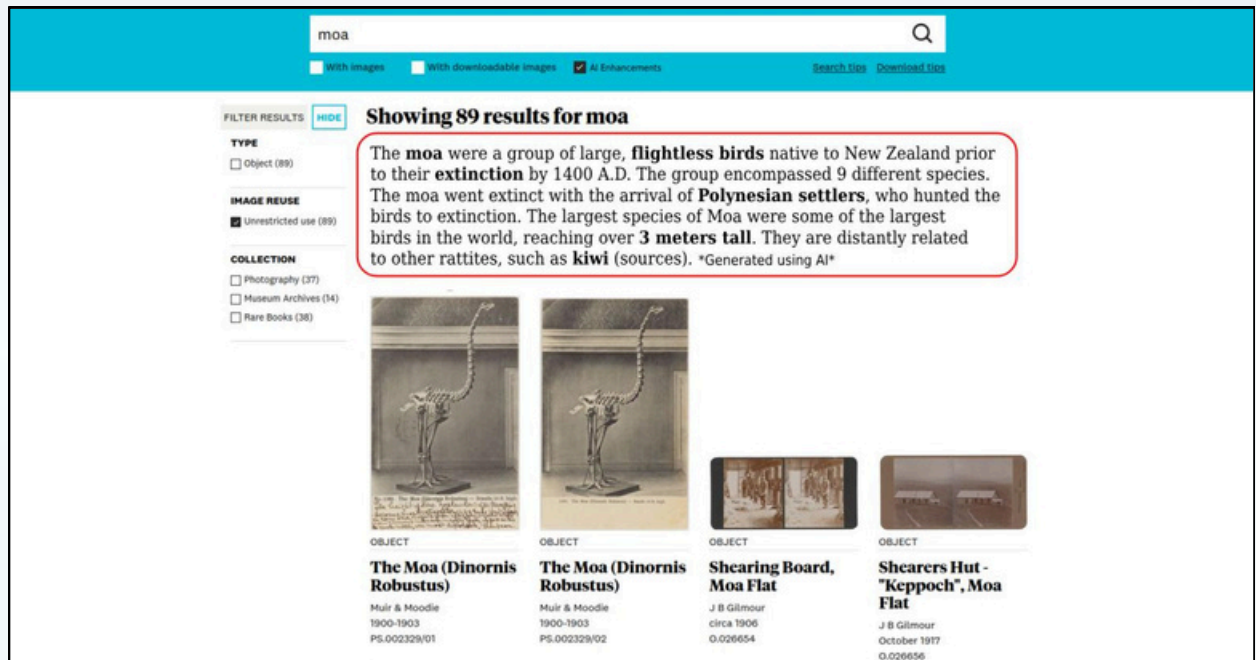 moa
With images
With downloadable images
AI Enhancements
Search tips
Download tips
FILTER RESULTS
HIDE
TYPE
Object (89)
IMAGE REUSE
Unrestricted use (89)
COLLECTION
Photography (37)
Museum Archives (14)
Rare Books (38)
Showing 89 results for moa
The moa were a group of large, flightless birds native to New Zealand prior
to their extinction by 1400 A.D. The group encompassed 9 different species.
The moa went extinct with the arrival of Polynesian settlers, who hunted the
birds to extinction. The largest species of Moa were some of the largest
birds in the world, reaching over 3 meters tall. They are distantly related
to other rattites, such as kiwi (sources). *Generated using AI*
OBJECT
The Moa (Dinornis
Robustus)
Muir & Moodie
1900-1903
PS.002329/01
OBJECT
The Moa (Dinornis
Robustus)
Muir & Moodie
1900-1903
PS.002329/02
OBJECT
Shearing Board,
Moa Flat
J B Gilmour
circa 1906
O.026654
OBJECT
Shearers Hut -
"Keppoch", Moa
Flat
J B Gilmour
October 1917
O.026656